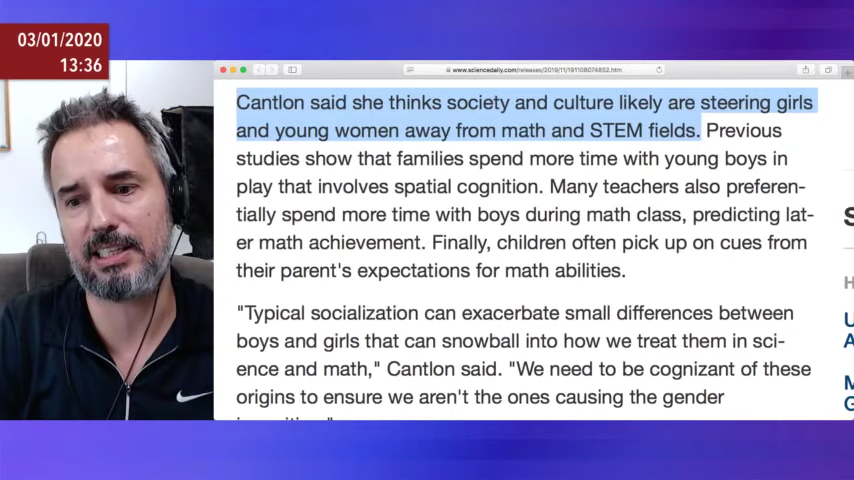 03/01/2020
13:36
www.sciencedaily.com/releases/2019/11/191108074852.htm
Cantlon said she thinks society and culture likely are steering girls
and young women away from math and STEM fields. Previous
studies show that families spend more time with young boys in
play that involves spatial cognition. Many teachers also preferen-
tially spend more time with boys during math class, predicting lat-
er math achievement. Finally, children often pick up on cues from
their parent's expectations for math abilities.
"Typical socialization can exacerbate small differences between
boys and girls that can snowball into how we treat them in sci-
ence and math," Cantlon said. "We need to be cognizant of these
origins to ensure we aren't the ones causing the gender
S
H
U
A
M
G